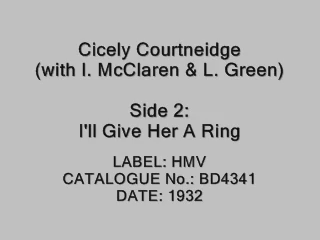 Cicely Courtneidge
(with I. McClaren & L. Green)
Side 2:
I'll Give Her A Ring
LABEL: HMV
CATALOGUE No.: BD4341
DATE: 1932